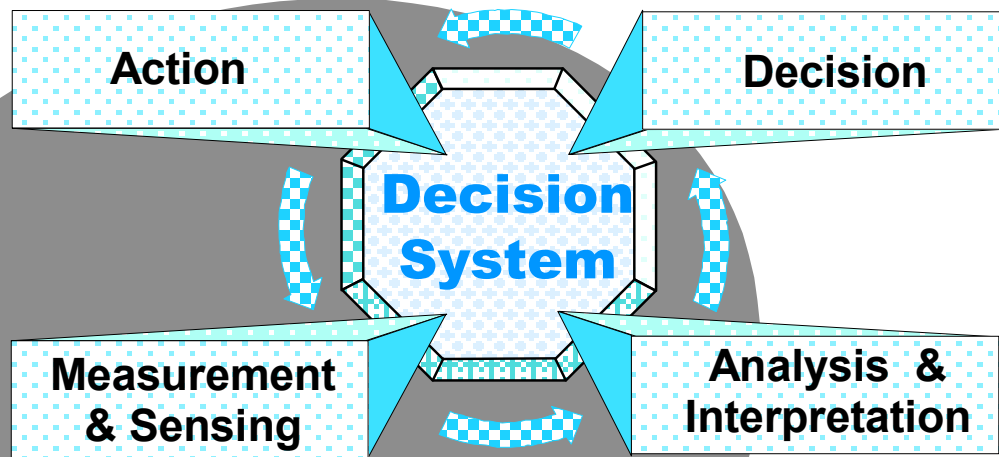 Action
Decision
Decision
System
Measurement
& Sensing
Analysis &
Interpretation